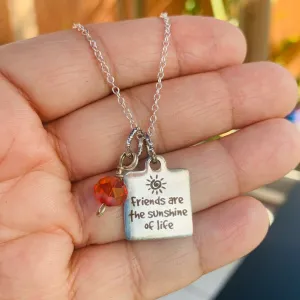 Friends are
the sunshine
of life